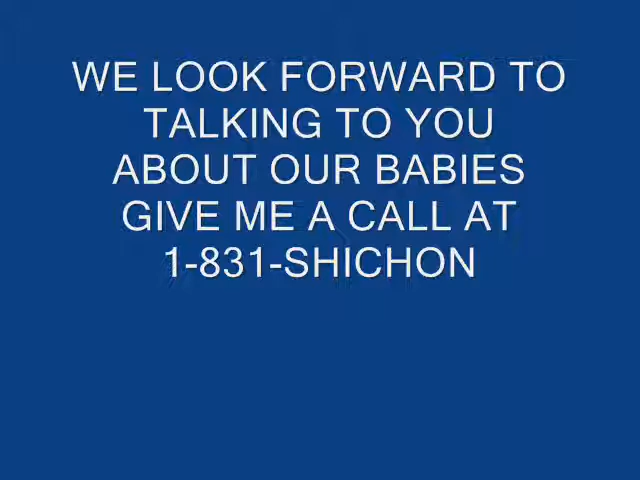 WE LOOK FORWARD TO
TALKING TO YOU
ABOUT OUR BABIES
GIVE ME A CALL AT
1-831-SHICHON